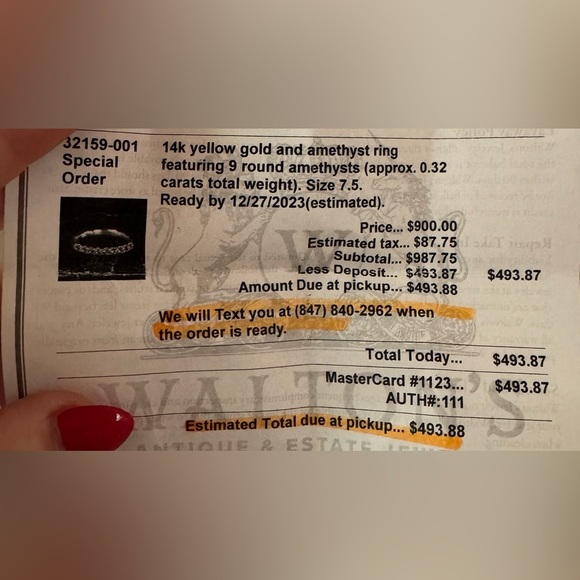 32159-001
Special
Order
14k yellow gold and amethyst ring
featuring 9 round amethysts (approx. 0.32
carats total weight). Size 7.5.
Ready by 12/27/2023(estimated).
Price... $900.00
Estimated tax... $87.75
Subtotal... $987.75
Less Deposit... $493.87 $493.87
Amount Due at pickup... $493.88
We will Text you at (847) 840-2962 when
the order is ready.
Total Today... $493.87
MasterCard #1123... $493.87
AUTH#:111
Estimated Total due at pickup... $493.88
WALTON'S
ANTIQUE & ESTATE